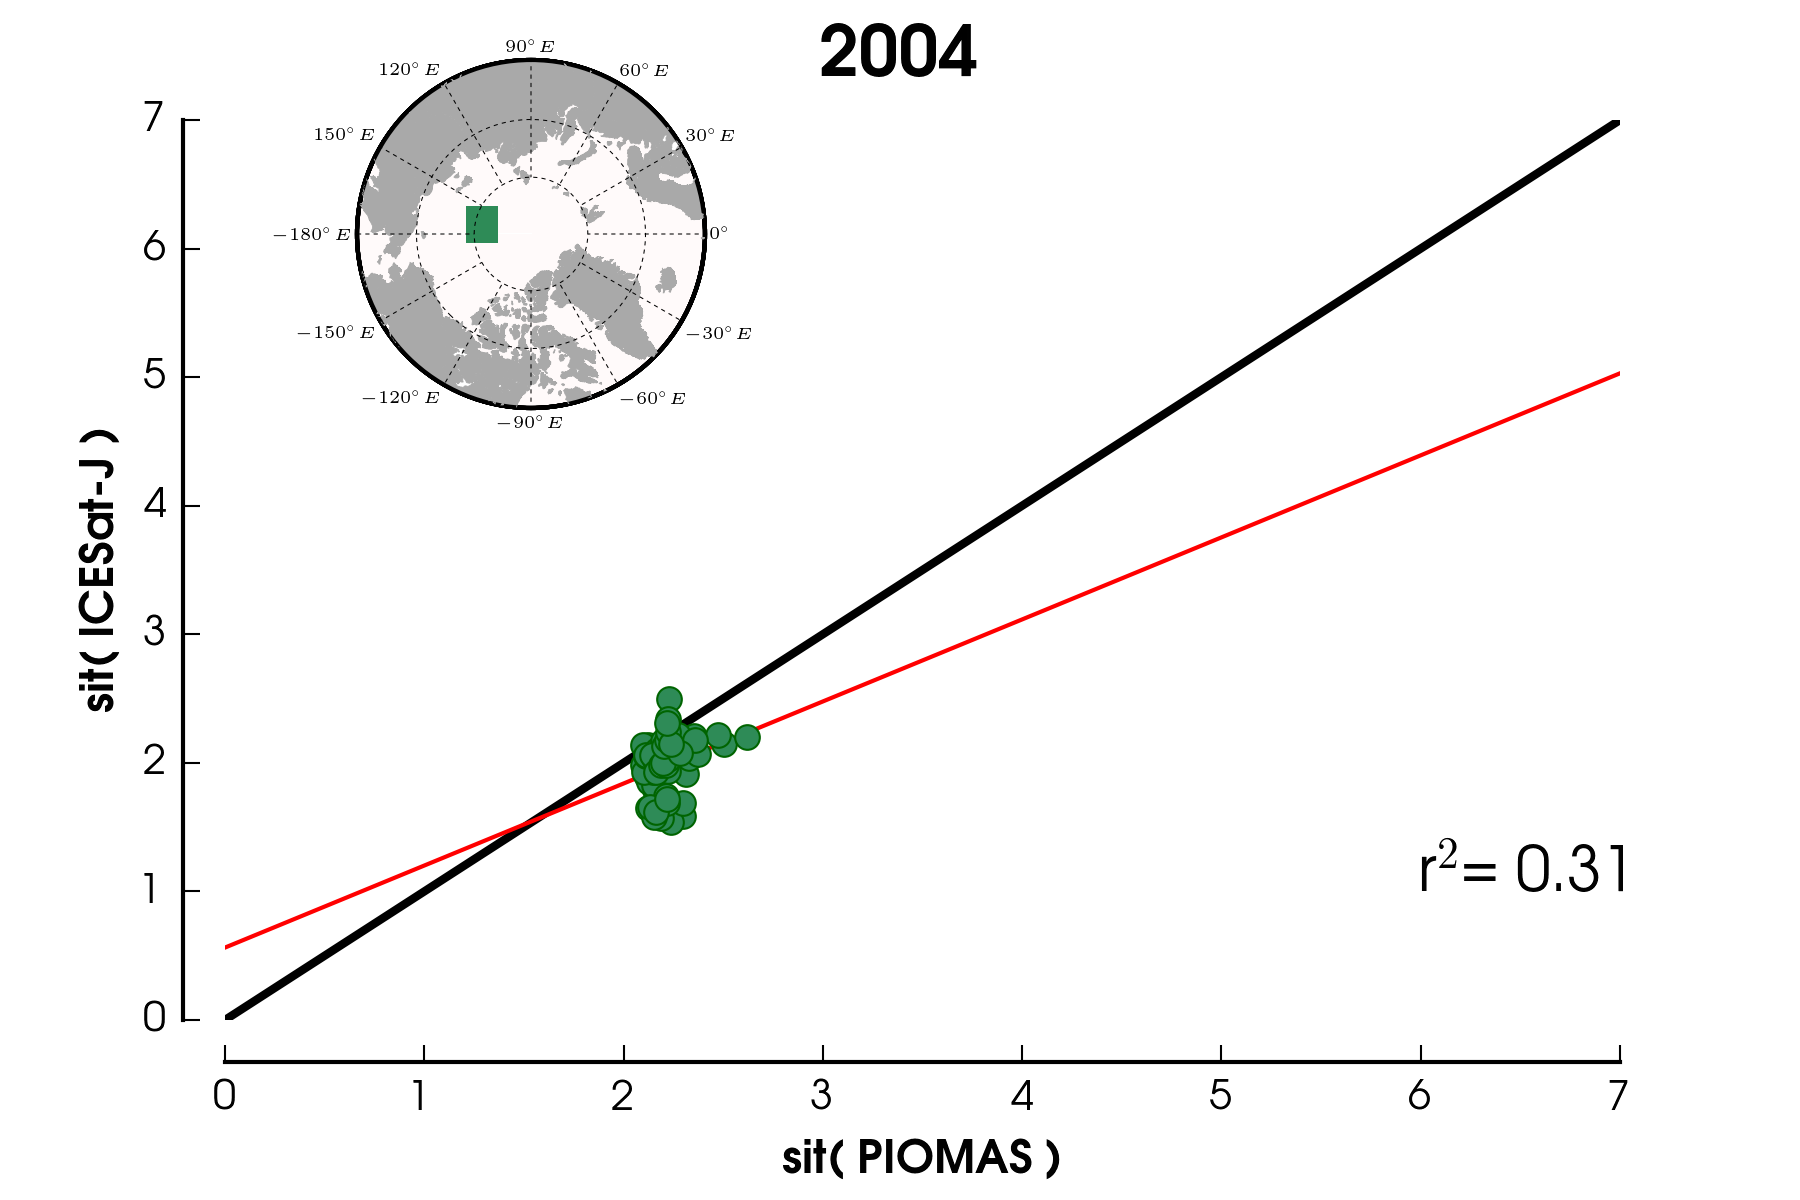 2004
90° E
120° E
60° E
150° E
30° E
−180° E
0°
−150° E
−30° E
−120° E
−60° E
−90° E
7
6
5
4
3
2
1
0
sit( ICESat-J )
r²= 0.31
0 1 2 3 4 5 6 7
sit( PIOMAS )